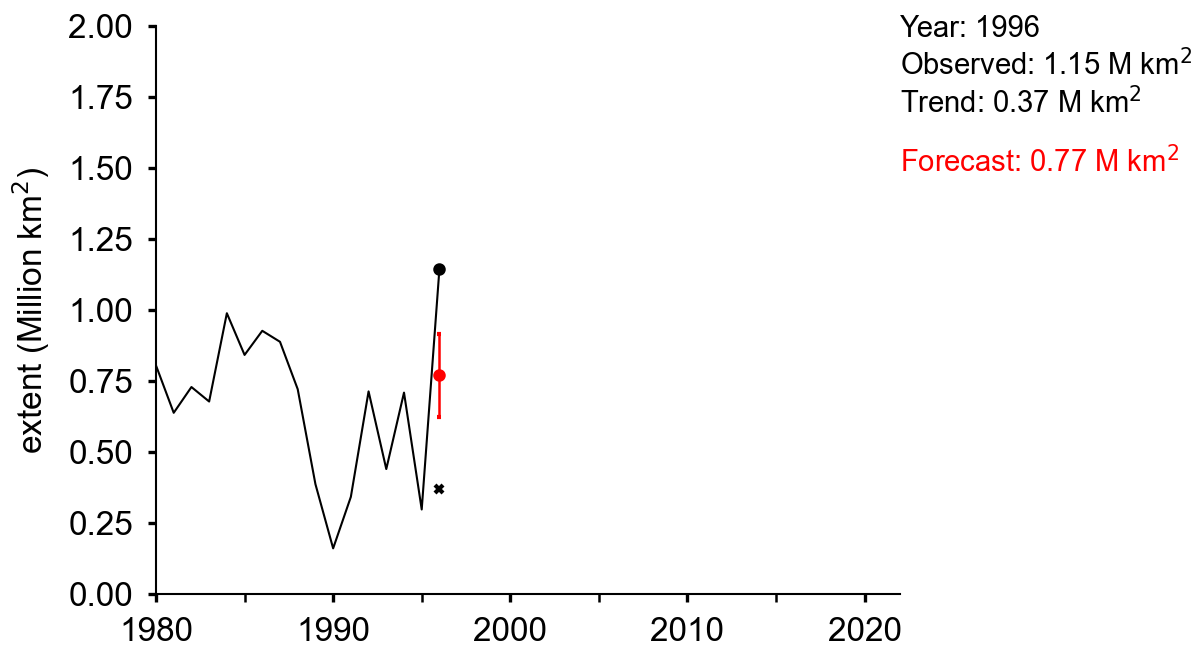 2.00
1.75
1.50
1.25
1.00
0.75
0.50
0.25
0.00
extent (Million km²)
1980
1990
2000
2010
2020
Year: 1996
Observed: 1.15 M km²
Trend: 0.37 M km²
Forecast: 0.77 M km²